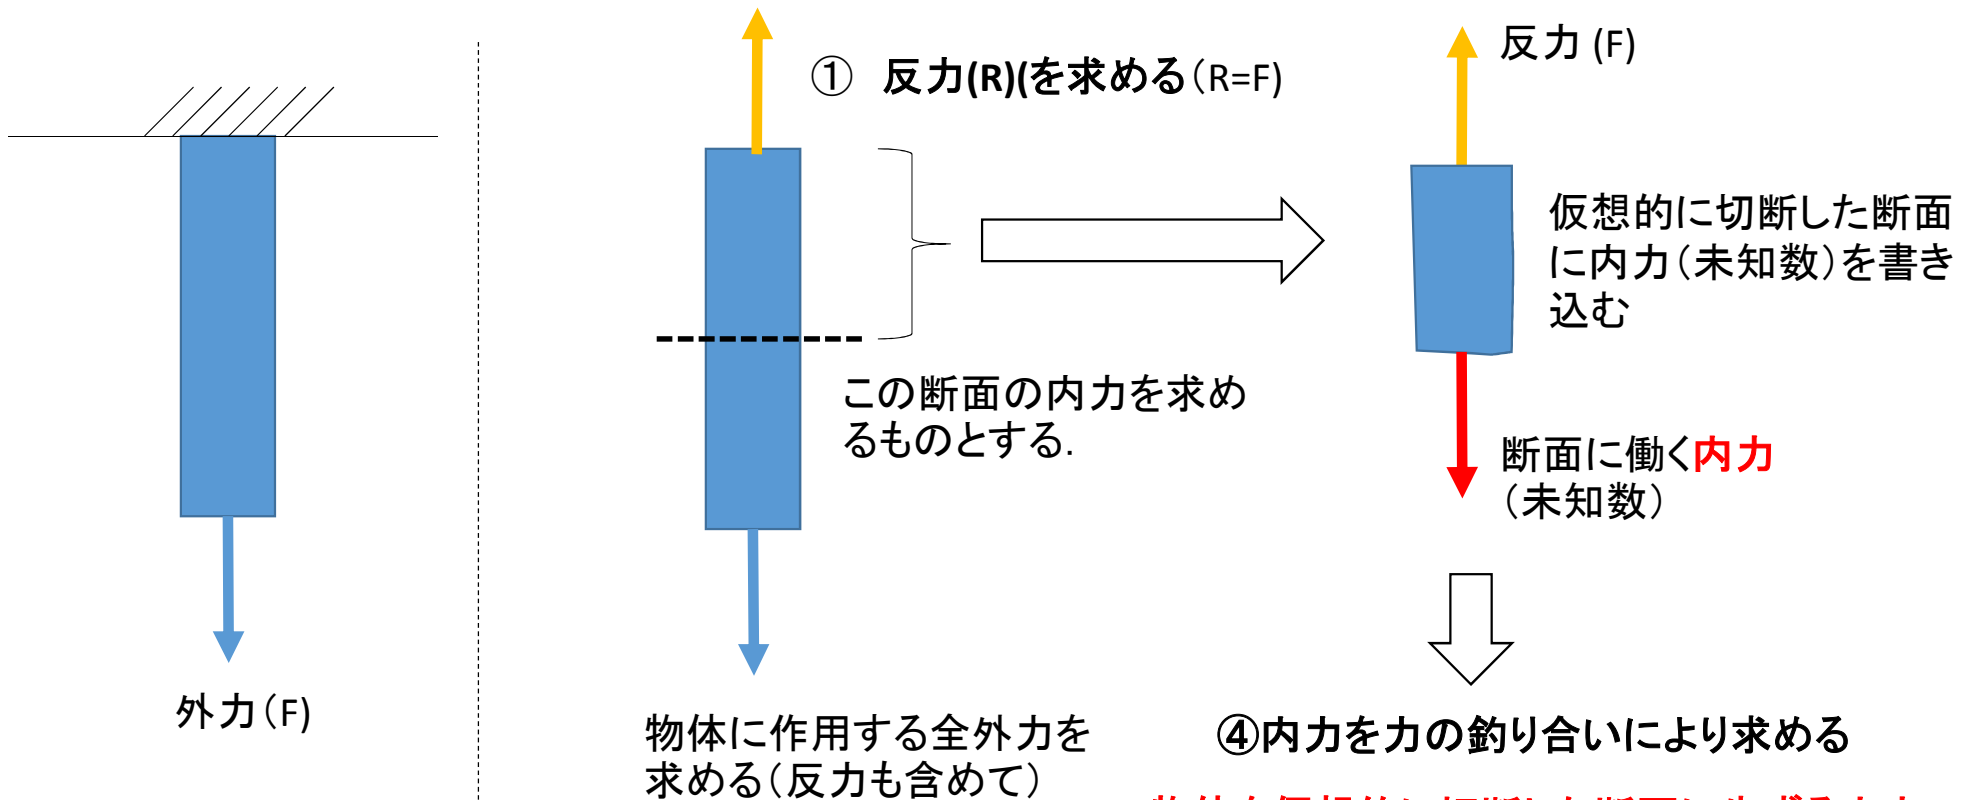 ① 反力(R)(を求める（R=F)
反力 (F)
仮想的に切断した断面
に内力（未知数）を書き
込む
この断面の内力を求め
るものとする.
断面に働く内力
（未知数）
外力（F)
物体に作用する全外力を
求める（反力も含めて）
④内力を力の釣り合いにより求める